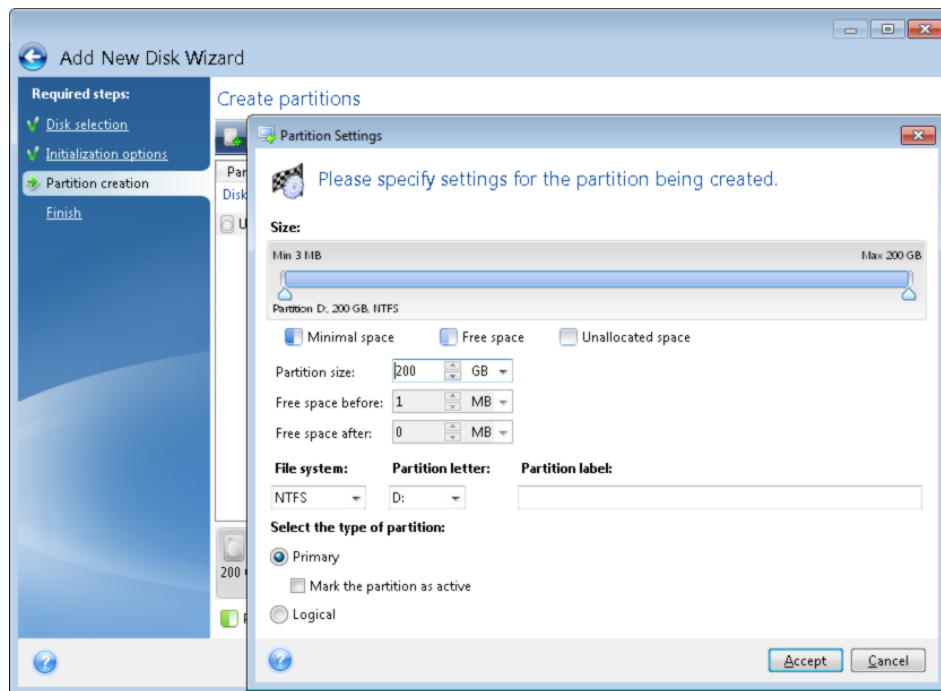 Add New Disk Wizard
Required steps:
Disk selection
Initialization options
Partition creation
Finish
Create partitions
Par
Disk
U
200
Partition Settings
Please specify settings for the partition being created.
Size:
Min 3 MB Max 200 GB
Partition D:, 200 GB, NTFS
Minimal space Free space Unallocated space
Partition size: 200 GB
Free space before: 1 MB
Free space after: 0 MB
File system: Partition letter: Partition label:
NTFS D:
Select the type of partition:
Primary
Mark the partition as active
Logical
Accept Cancel